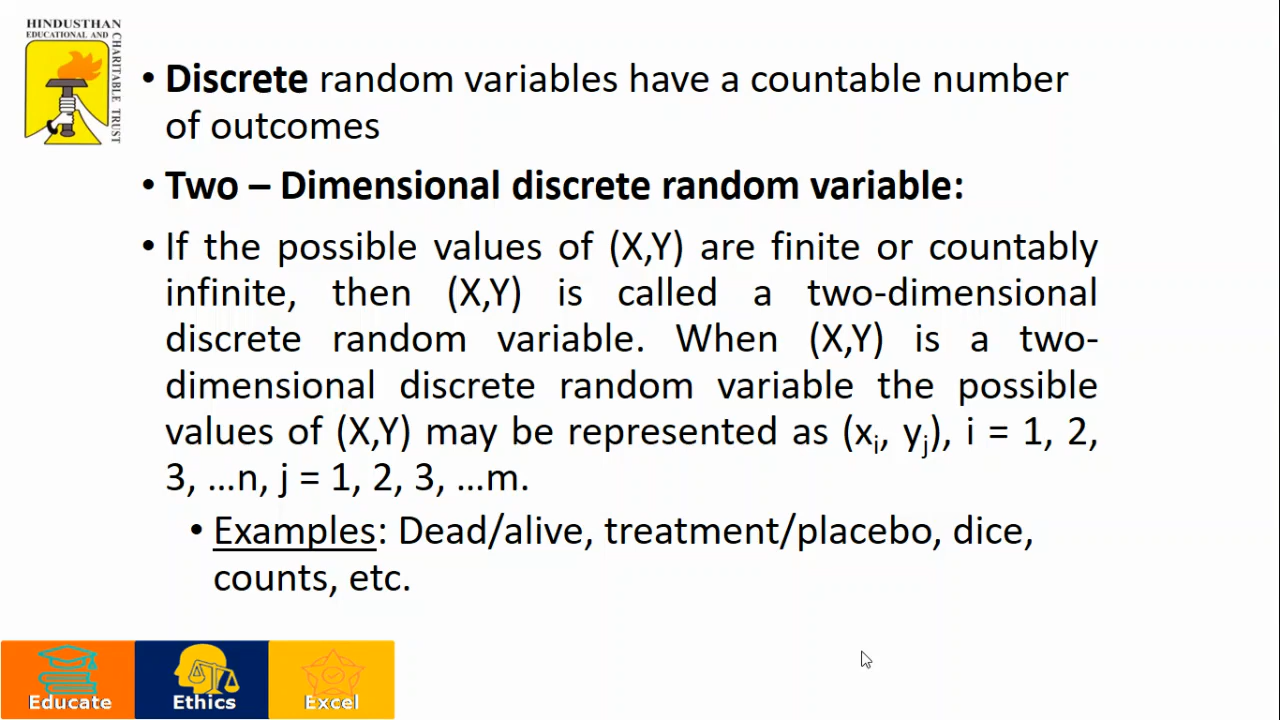 HINDUSTHAN
EDUCATIONAL AND
CHARITABLE TRUST
• Discrete random variables have a countable number
of outcomes
• Two – Dimensional discrete random variable:
• If the possible values of (X,Y) are finite or countably
infinite, then (X,Y) is called a two-dimensional
discrete random variable. When (X,Y) is a two-
dimensional discrete random variable the possible
values of (X,Y) may be represented as (xᵢ, yⱼ), i = 1, 2,
3, …n, j = 1, 2, 3, …m.
• Examples: Dead/alive, treatment/placebo, dice,
counts, etc.
Educate
Ethics
Excel